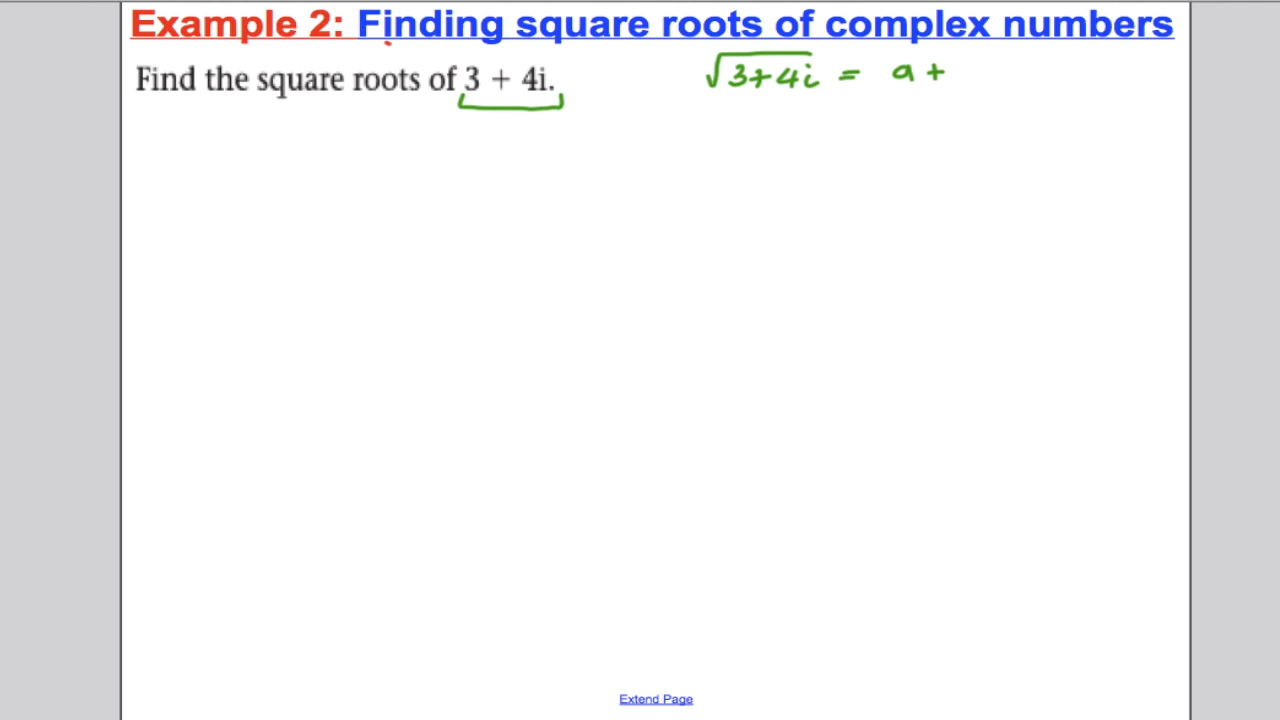 Example 2: Finding square roots of complex numbers
Find the square roots of 3 + 4i. √3+4i = a +
Extend Page